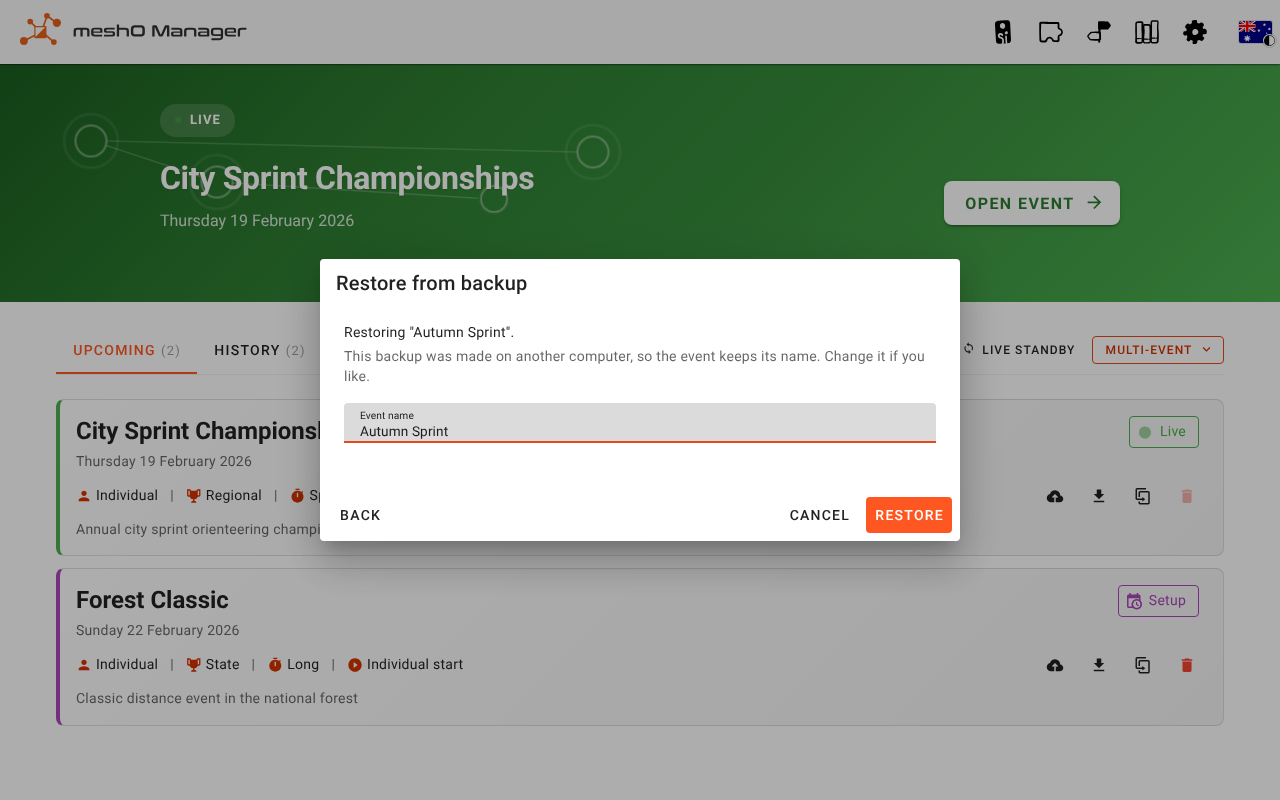 meshO Manager
Si
LIVE
City Sprint Championships
Thursday 19 February 2026
OPEN EVENT
Restore from backup
Restoring "Autumn Sprint".
This backup was made on another computer, so the event keeps its name. Change it if you
like.
Event name
Autumn Sprint
BACK
CANCEL
RESTORE
UPCOMING (2)
HISTORY (2)
LIVE STANDBY
MULTI-EVENT
City Sprint Champions
Live
Thursday 19 February 2026
Individual | Regional | Sp
Annual city sprint orienteering champi
Forest Classic
Setup
Sunday 22 February 2026
Individual | State | Long | Individual start
Classic distance event in the national forest